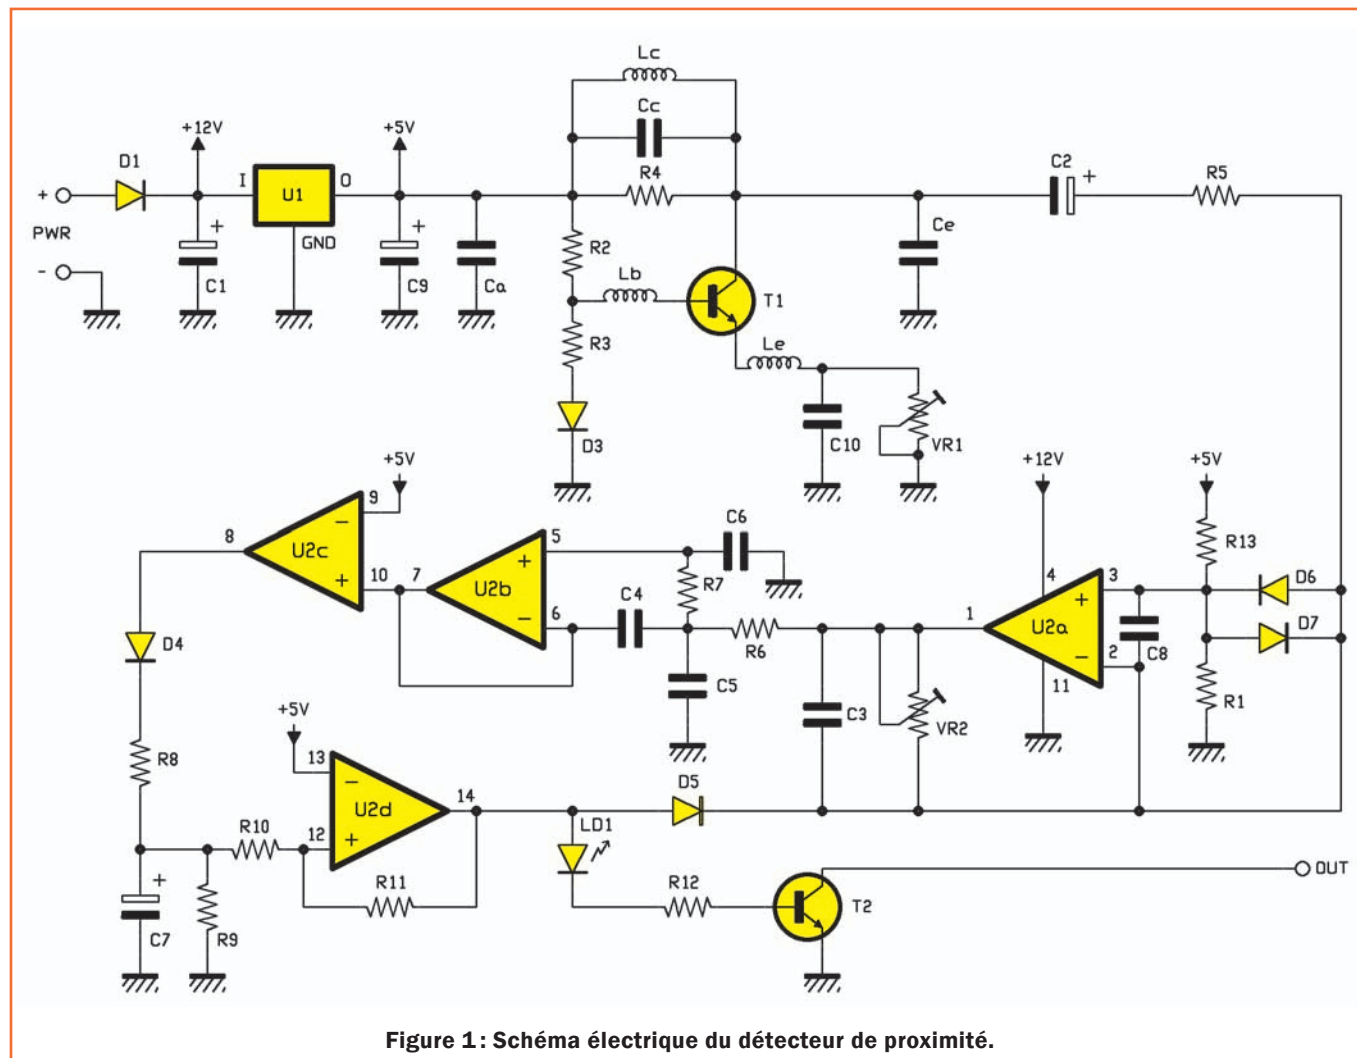 Lc
Cc
+12V
+5V
D1
I
U1
O
R4
C2
+
R5
+
PWR
-
GND
+
C1
+
C9
Ca
R2
Lb
T1
Ce
R3
Le
D3
C10
VR1
+12V
+5V
+5V
9
-
8
U2c
+
10
7
U2b
5
+
-
6
C6
R7
C4
R6
C5
C3
VR2
1
4
U2a
3
+
-
2
11
C8
R13
D6
D7
R1
D4
R8
+5V
13
-
U2d
12
+
14
D5
LD1
R10
R11
R12
T2
OUT
+
C7
R9
Figure 1: Schéma électrique du détecteur de proximité.